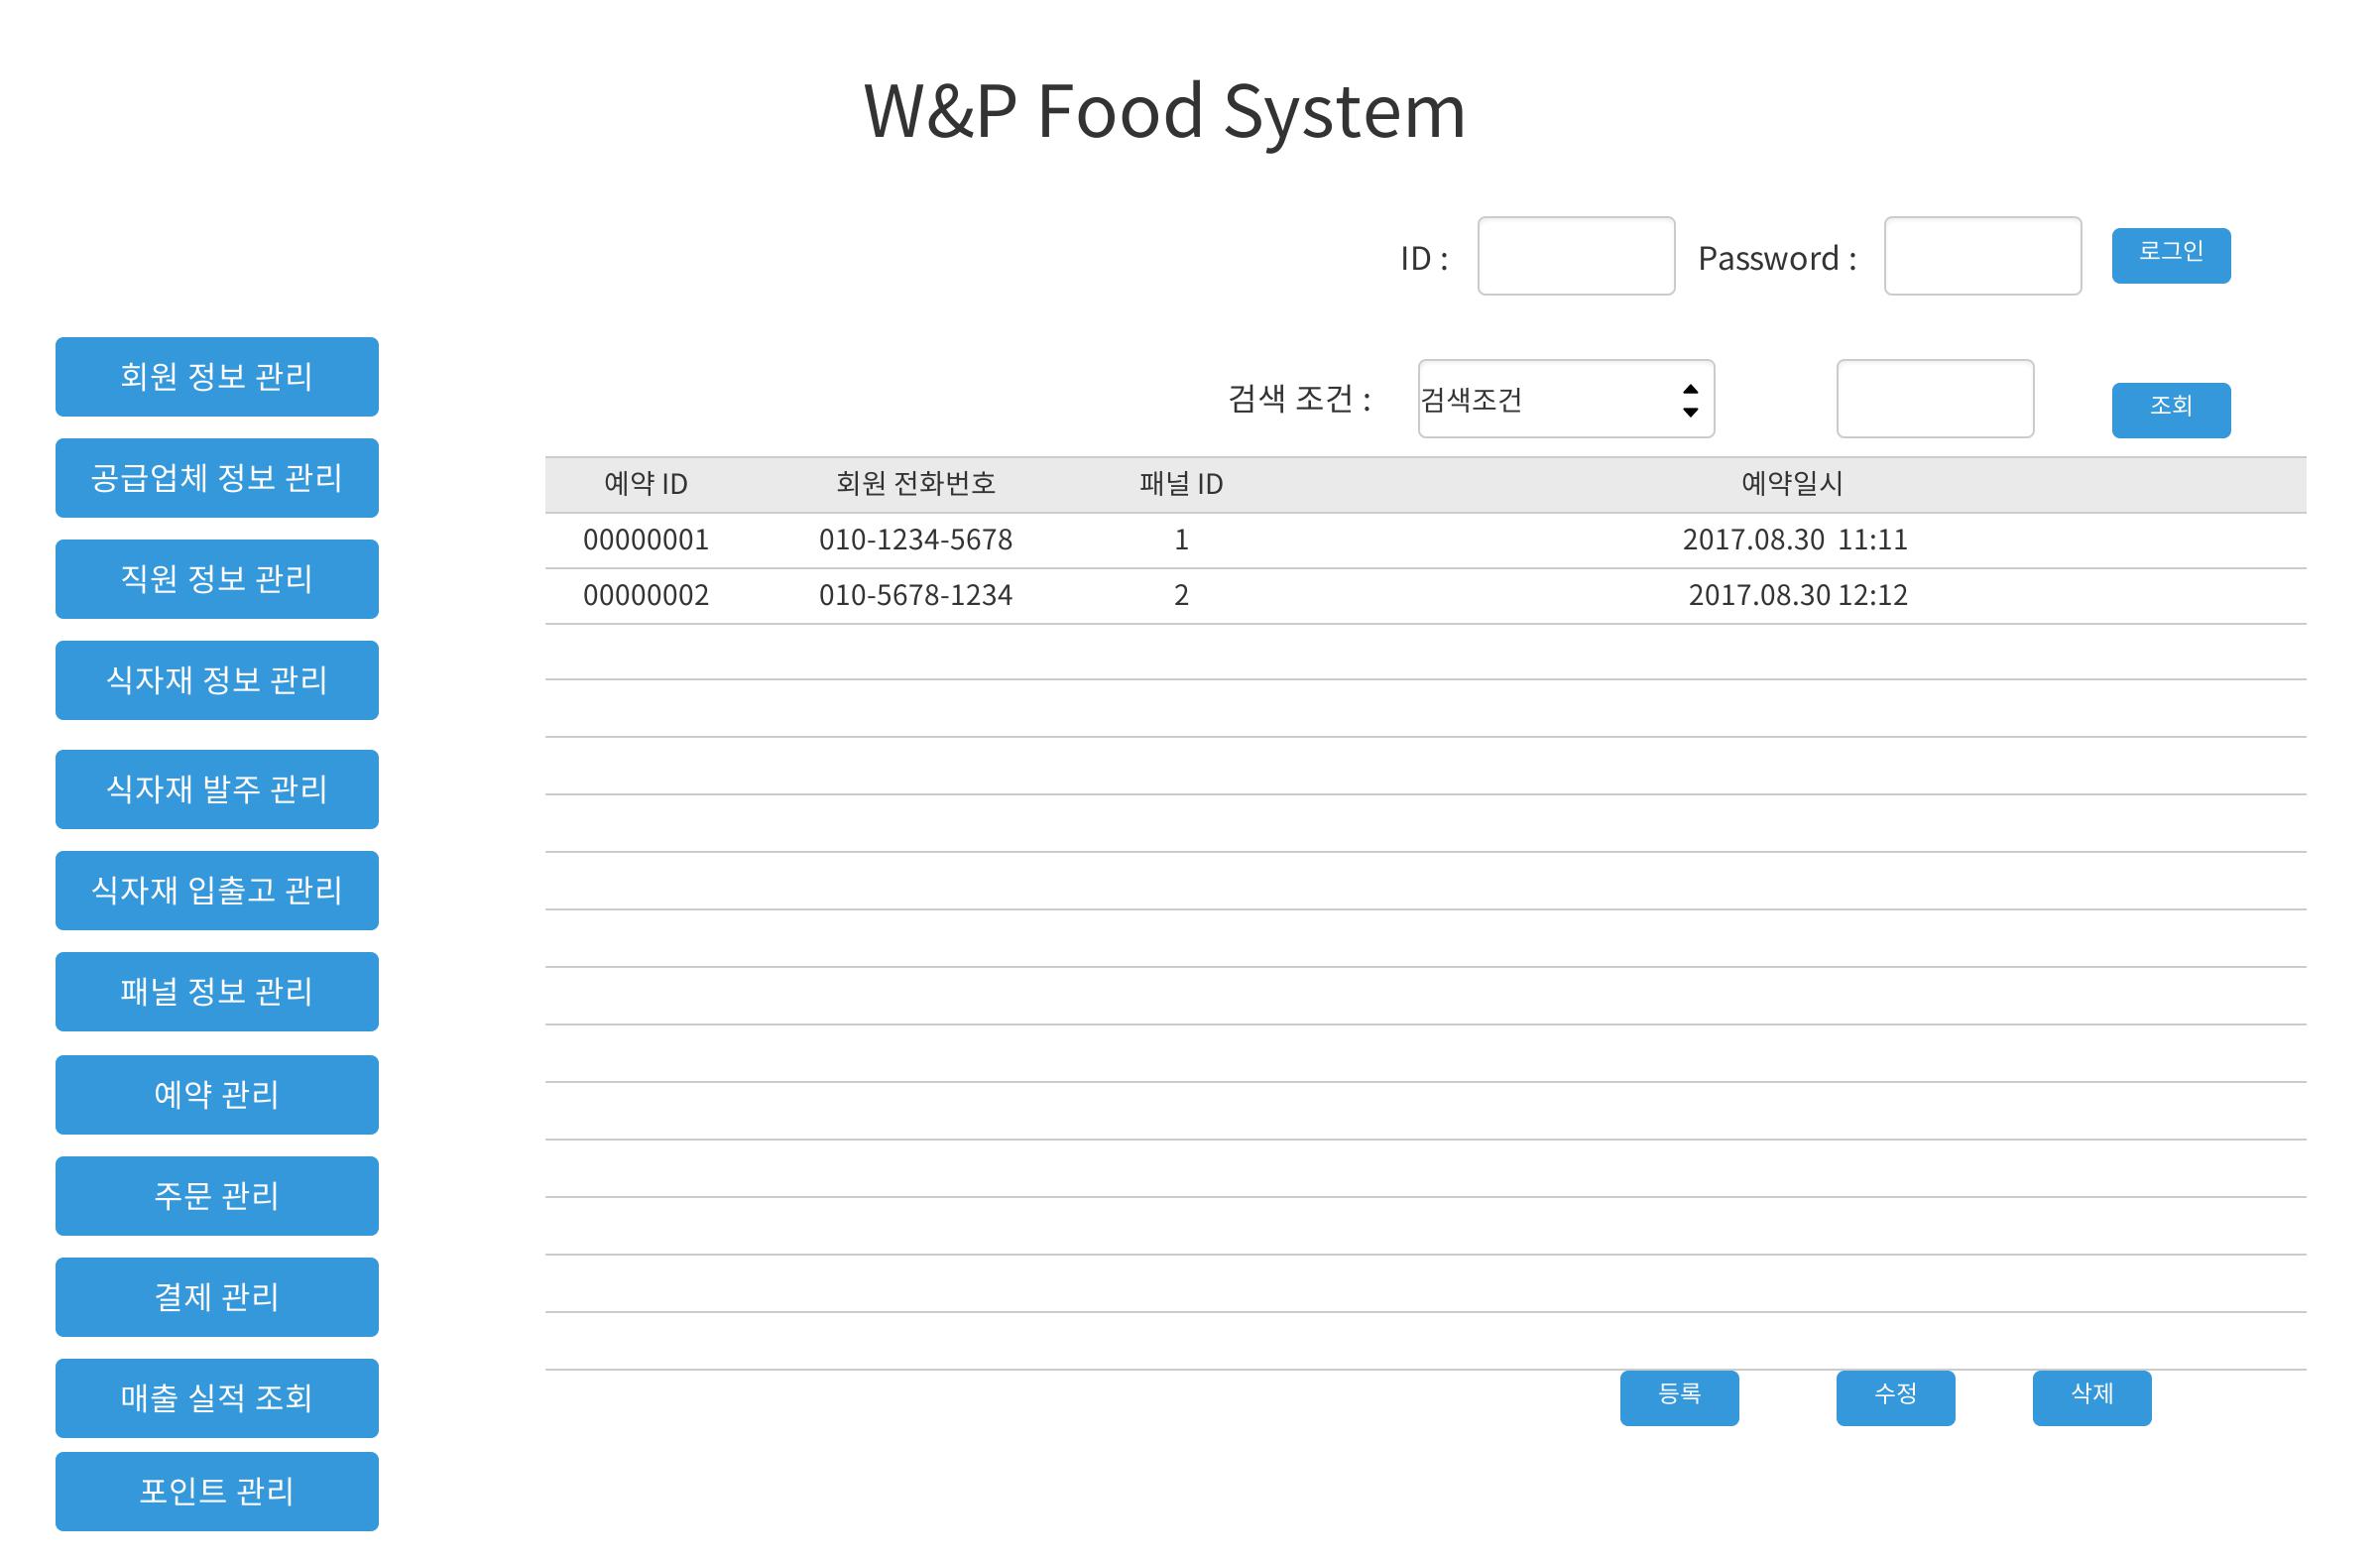 W&P Food System
ID :
Password :
로그인
검색 조건 :
검색조건
조회
회원 정보 관리
공급업체 정보 관리
직원 정보 관리
식자재 정보 관리
식자재 발주 관리
식자재 입출고 관리
패널 정보 관리
예약 관리
주문 관리
결제 관리
매출 실적 조회
포인트 관리
예약 ID 회원 전화번호 패널 ID 예약일시
00000001 010-1234-5678 1 2017.08.30 11:11
00000002 010-5678-1234 2 2017.08.30 12:12
등록
수정
삭제